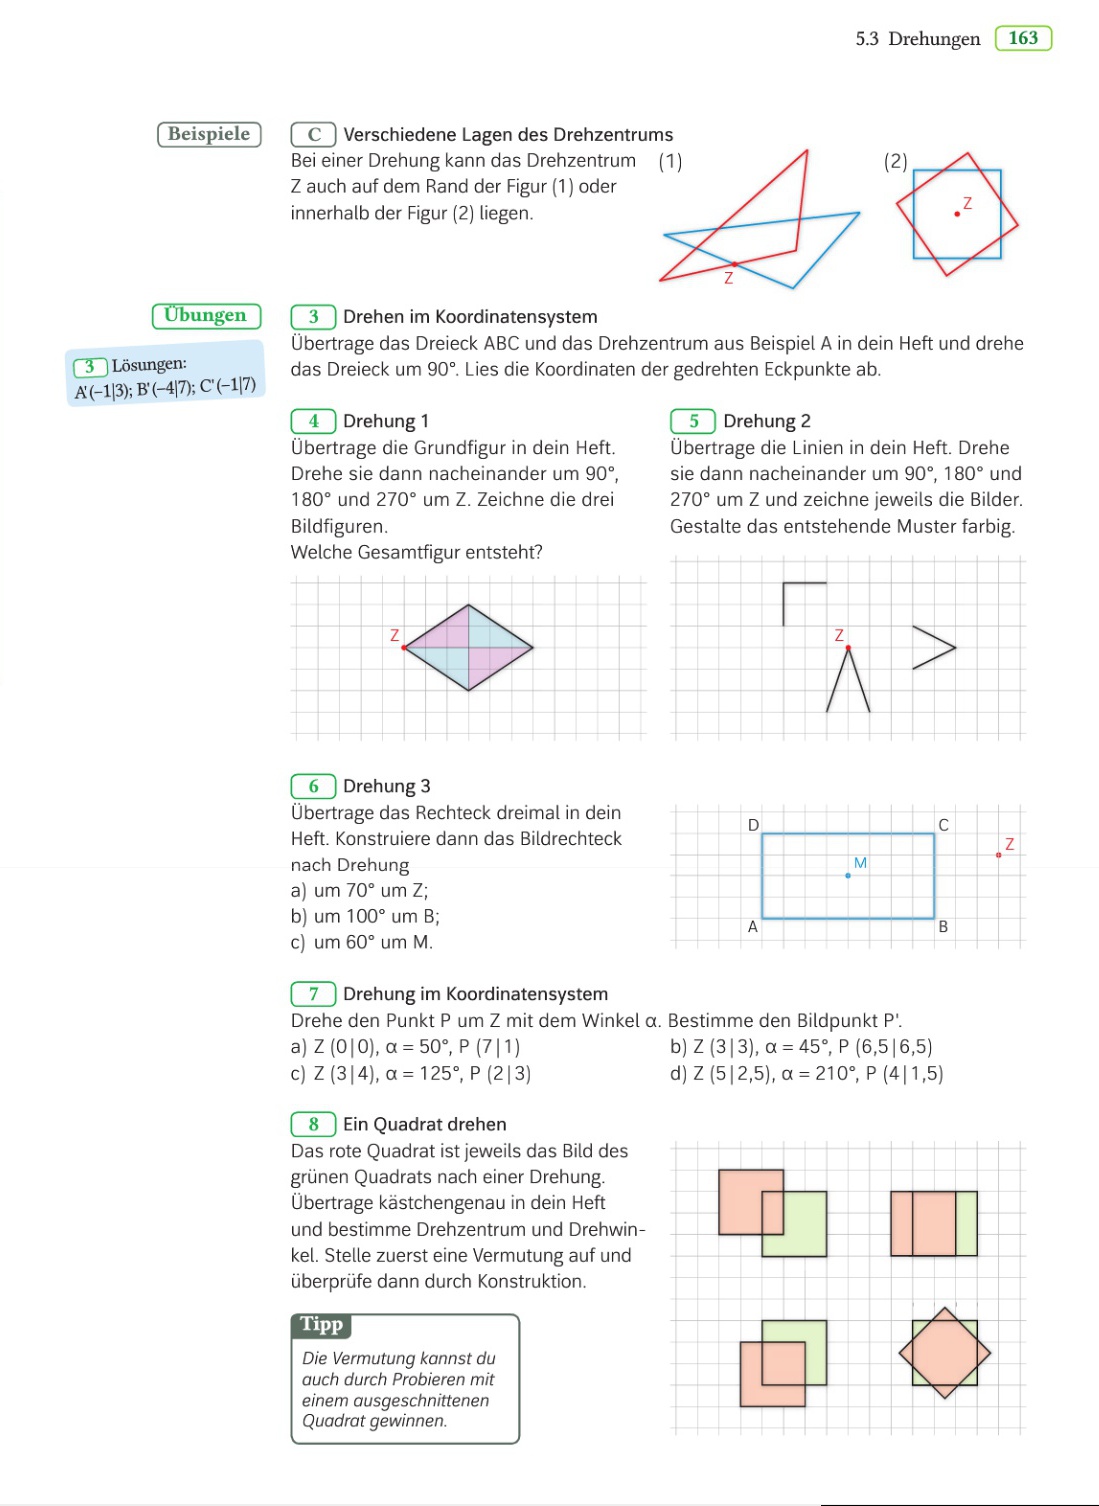 5.3 Drehungen 163
Beispiele
C Verschiedene Lagen des Drehzentrums
Bei einer Drehung kann das Drehzentrum
Z auch auf dem Rand der Figur (1) oder
innerhalb der Figur (2) liegen.
(1)
Z
(2)
Z
Übungen
3 Drehen im Koordinatensystem
Übertrage das Dreieck ABC und das Drehzentrum aus Beispiel A in dein Heft und drehe
das Dreieck um 90°. Lies die Koordinaten der gedrehten Eckpunkte ab.
3 Lösungen:
A'(−1|3); B'(−4|7); C'(−1|7)
4 Drehung 1
Übertrage die Grundfigur in dein Heft.
Drehe sie dann nacheinander um 90°,
180° und 270° um Z. Zeichne die drei
Bildfiguren.
Welche Gesamtfigur entsteht?
Z
5 Drehung 2
Übertrage die Linien in dein Heft. Drehe
sie dann nacheinander um 90°, 180° und
270° um Z und zeichne jeweils die Bilder.
Gestalte das entstehende Muster farbig.
Z
6 Drehung 3
Übertrage das Rechteck dreimal in dein
Heft. Konstruiere dann das Bildrechteck
nach Drehung
a) um 70° um Z;
b) um 100° um B;
c) um 60° um M.
D C
Z
M
A B
7 Drehung im Koordinatensystem
Drehe den Punkt P um Z mit dem Winkel α. Bestimme den Bildpunkt P'.
a) Z (0|0), α = 50°, P (7|1)
b) Z (3|3), α = 45°, P (6,5|6,5)
c) Z (3|4), α = 125°, P (2|3)
d) Z (5|2,5), α = 210°, P (4|1,5)
8 Ein Quadrat drehen
Das rote Quadrat ist jeweils das Bild des
grünen Quadrats nach einer Drehung.
Übertrage kästchengenau in dein Heft
und bestimme Drehzentrum und Drehwin-
kel. Stelle zuerst eine Vermutung auf und
überprüfe dann durch Konstruktion.
Tipp
Die Vermutung kannst du
auch durch Probieren mit
einem ausgeschnittenen
Quadrat gewinnen.